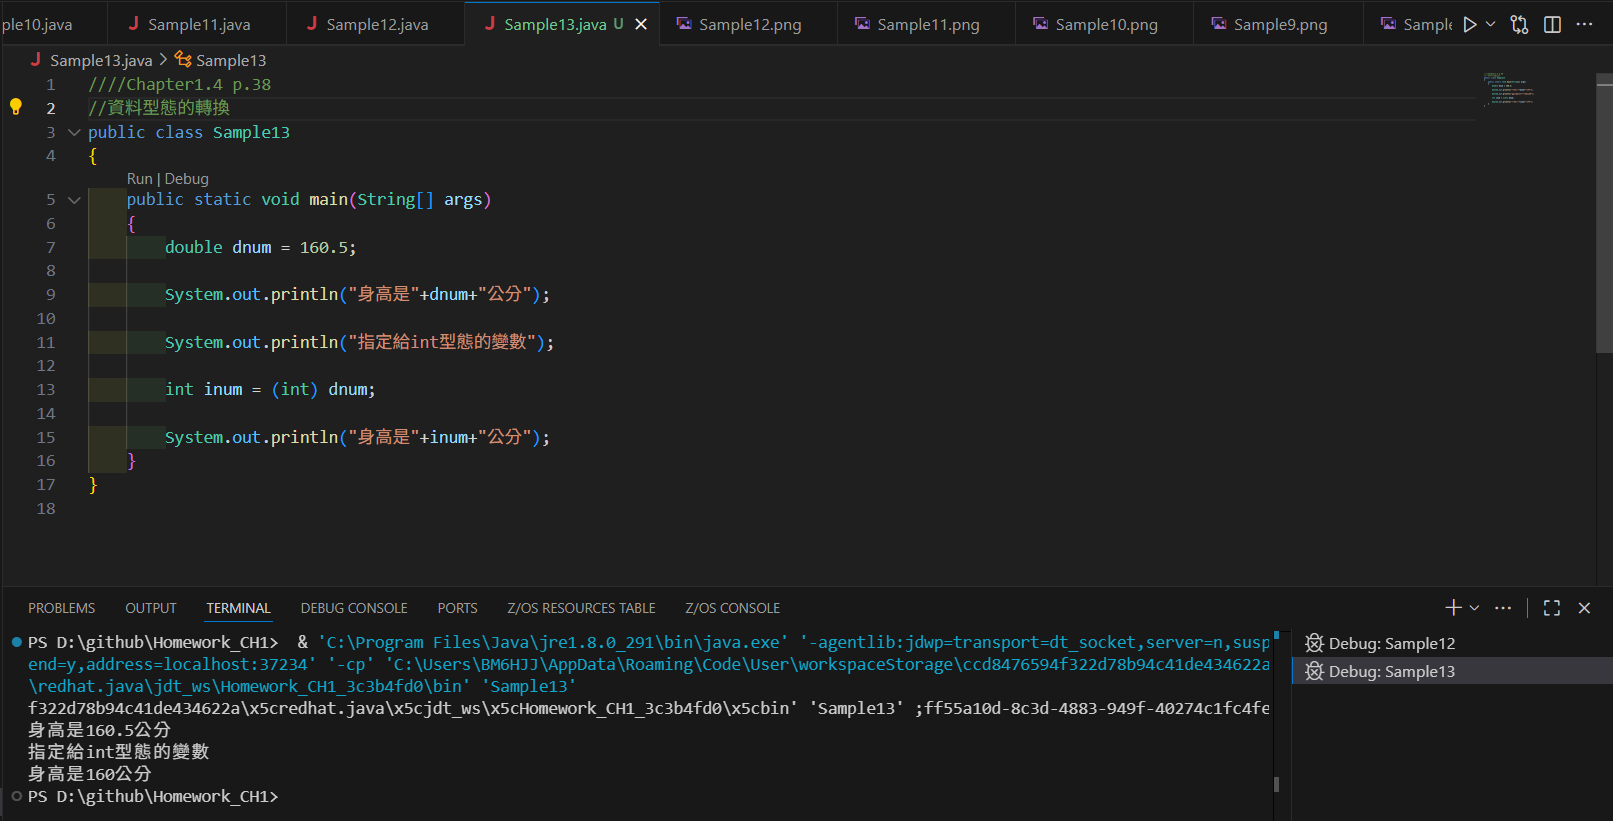 ple10.java Sample11.java Sample12.java Sample13.java U Sample12.png Sample11.png Sample10.png Sample9.png Sample
Sample13.java > Sample13
1 ////Chapter1.4 p.38
2 //資料型態的轉換
3 public class Sample13
4 {
Run | Debug
5 public static void main(String[] args)
6 {
7 double dnum = 160.5;
8
9 System.out.println("身高是"+dnum+"公分");
10
11 System.out.println("指定給int型態的變數");
12
13 int inum = (int) dnum;
14
15 System.out.println("身高是"+inum+"公分");
16 }
17 }
18
PROBLEMS OUTPUT TERMINAL DEBUG CONSOLE PORTS Z/OS RESOURCES TABLE Z/OS CONSOLE
PS D:\github\Homework_CH1> & 'C:\Program Files\Java\jre1.8.0_291\bin\java.exe' '-agentlib:jdwp=transport=dt_socket,server=n,susp
end=y,address=localhost:37234' '-cp' 'C:\Users\BM6HJJ\AppData\Roaming\Code\User\workspaceStorage\ccd8476594f322d78b94c41de434622a
\redhat.java\jdt_ws\Homework_CH1_3c3b4fd0\bin' 'Sample13'
f322d78b94c41de434622a\x5credhat.java\x5cjdt_ws\x5cHomework_CH1_3c3b4fd0\x5cbin' 'Sample13' ;ff55a10d-8c3d-4883-949f-40274c1fc4fe
身高是160.5公分
指定給int型態的變數
身高是160公分
PS D:\github\Homework_CH1>
Debug: Sample12
Debug: Sample13